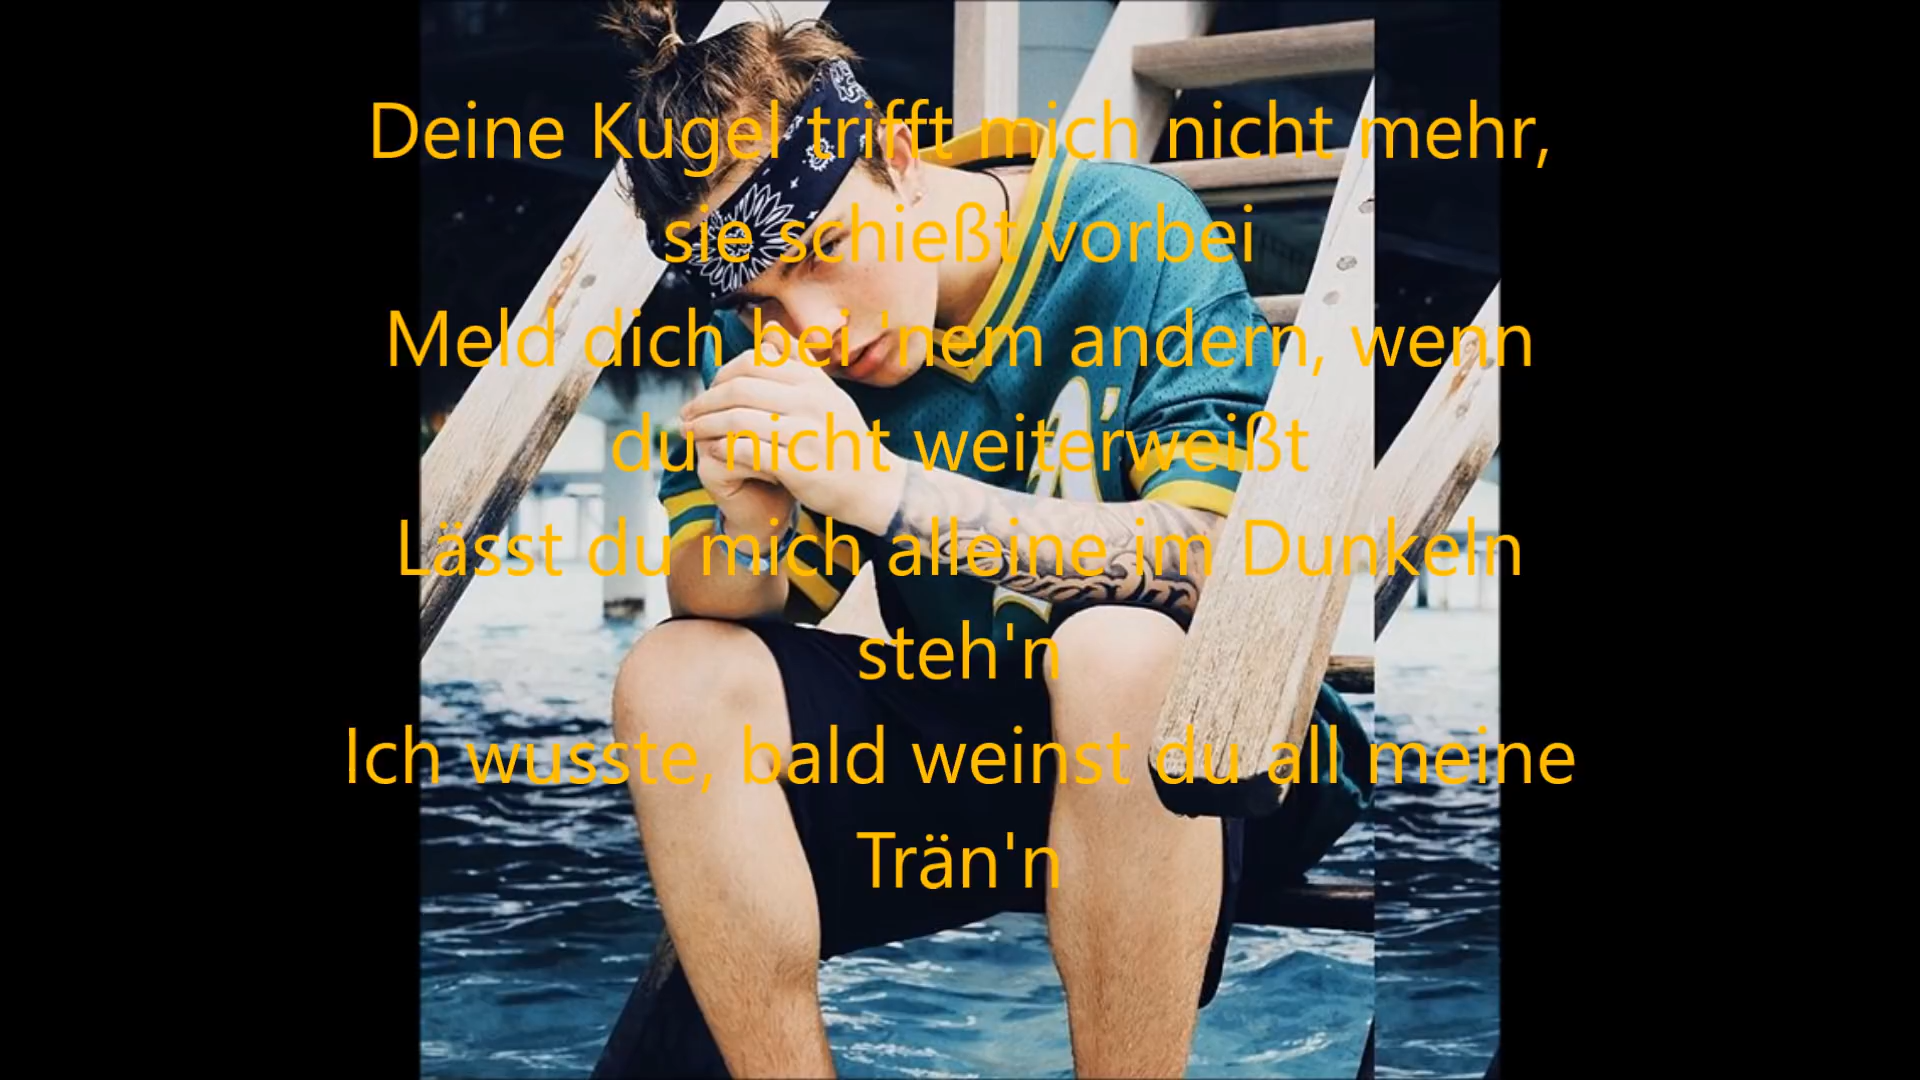 Deine Kugel trifft mich nicht mehr,
sie schießt vorbei
Meld dich bei 'nem andern, wenn
du nicht weiterweißt
Lässt du mich alleine im Dunkeln
steh'n
Ich wusste, bald weinst du all meine
Trän'n